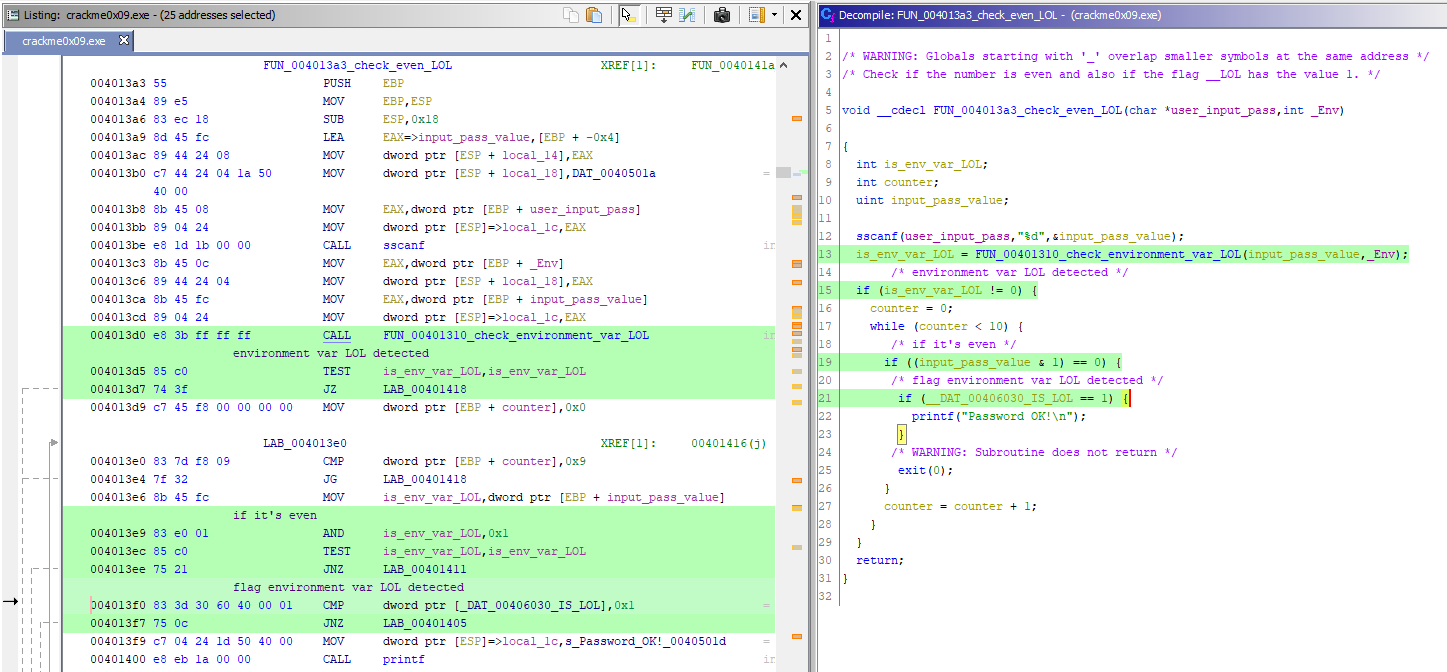 Listing: crackme0x09.exe - (25 addresses selected)
crackme0x09.exe
FUN_004013a3_check_even_LOL XREF[1]: FUN_0040141a
004013a3 55 PUSH EBP
004013a4 89 e5 MOV EBP,ESP
004013a6 83 ec 18 SUB ESP,0x18
004013a9 8d 45 fc LEA EAX=>input_pass_value,[EBP + -0x4]
004013ac 89 44 24 08 MOV dword ptr [ESP + local_14],EAX
004013b0 c7 44 24 04 1a 50 MOV dword ptr [ESP + local_18],DAT_0040501a =
40 00
004013b8 8b 45 08 MOV EAX,dword ptr [EBP + user_input_pass]
004013bb 89 04 24 MOV dword ptr [ESP]=>local_1c,EAX
004013be e8 1d 1b 00 00 CALL sscanf in
004013c3 8b 45 0c MOV EAX,dword ptr [EBP + _Env]
004013c6 89 44 24 04 MOV dword ptr [ESP + local_18],EAX
004013ca 8b 45 fc MOV EAX,dword ptr [EBP + input_pass_value]
004013cd 89 04 24 MOV dword ptr [ESP]=>local_1c,EAX
004013d0 e8 3b ff ff ff CALL FUN_00401310_check_environment_var_LOL in
environment var LOL detected
004013d5 85 c0 TEST is_env_var_LOL,is_env_var_LOL
004013d7 74 3f JZ LAB_00401418
004013d9 c7 45 f8 00 00 00 00 MOV dword ptr [EBP + counter],0x0
LAB_004013e0 XREF[1]: 00401416(j)
004013e0 83 7d f8 09 CMP dword ptr [EBP + counter],0x9
004013e4 7f 32 JG LAB_00401418
004013e6 8b 45 fc MOV is_env_var_LOL,dword ptr [EBP + input_pass_value]
if it's even
004013e9 83 e0 01 AND is_env_var_LOL,0x1
004013ec 85 c0 TEST is_env_var_LOL,is_env_var_LOL
004013ee 75 21 JNZ LAB_00401411
flag environment var LOL detected
004013f0 83 3d 30 60 40 00 01 CMP dword ptr [_DAT_00406030_IS_LOL],0x1 =
004013f7 75 0c JNZ LAB_00401405
004013f9 c7 04 24 1d 50 40 00 MOV dword ptr [ESP]=>local_1c,s_Password_OK!_0040501d =
00401400 e8 eb 1a 00 00 CALL printf in
Decompile: FUN_004013a3_check_even_LOL - (crackme0x09.exe)
1
2 /* WARNING: Globals starting with '_' overlap smaller symbols at the same address */
3 /* Check if the number is even and also if the flag __LOL has the value 1. */
4
5 void __cdecl FUN_004013a3_check_even_LOL(char *user_input_pass,int _Env)
6
7 {
8 int is_env_var_LOL;
9 int counter;
10 uint input_pass_value;
11
12 sscanf(user_input_pass,"%d",&input_pass_value);
13 is_env_var_LOL = FUN_00401310_check_environment_var_LOL(input_pass_value,_Env);
14 /* environment var LOL detected */
15 if (is_env_var_LOL != 0) {
16 counter = 0;
17 while (counter < 10) {
18 /* if it's even */
19 if ((input_pass_value & 1) == 0) {
20 /* flag environment var LOL detected */
21 if (__DAT_00406030_IS_LOL == 1) {
22 printf("Password OK!\n");
23 }
24 /* WARNING: Subroutine does not return */
25 exit(0);
26 }
27 counter = counter + 1;
28 }
29 }
30 return;
31 }
32